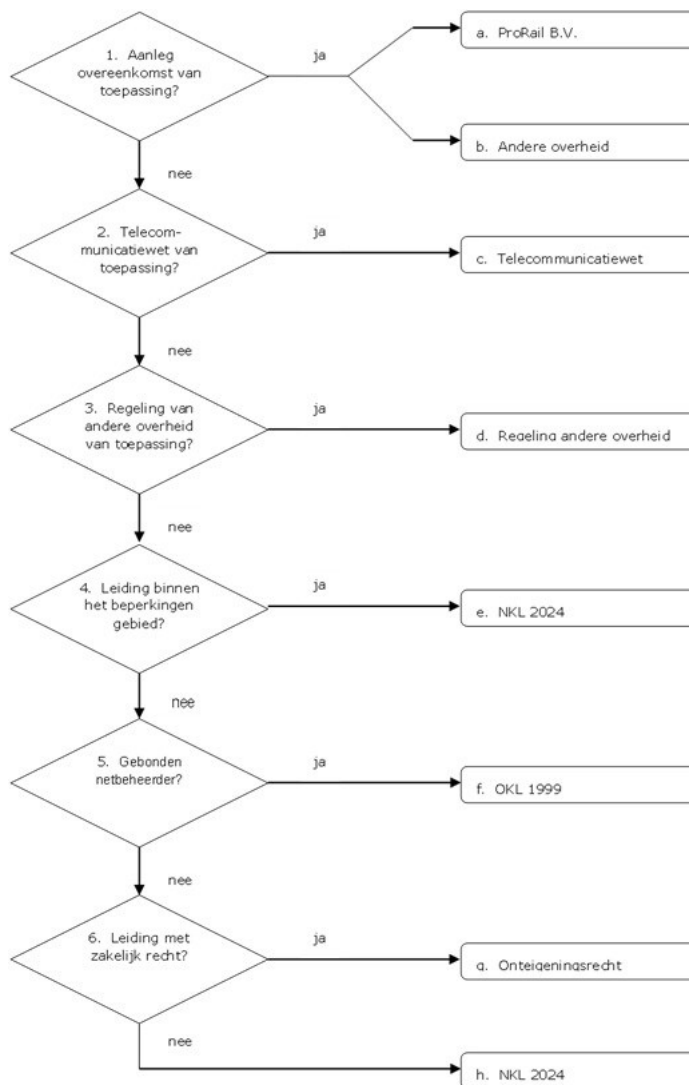 1. Aanleg
overeenkomst van
toepassing?
ja
a. ProRail B.V.
b. Andere overheid
nee
2. Telecom-
municatiewet van
toepassing?
ja
c. Telecommunicatiewet
nee
3. Regeling van
andere overheid
van toepassing?
ja
d. Regeling andere overheid
nee
4. Leiding binnen
het beperkingen
gebied?
ja
e. NKL 2024
nee
5. Gebonden
netbeheerder?
ja
f. OKL 1999
nee
6. Leiding met
zakelijk recht?
ja
g. Onteigeningsrecht
nee
h. NKL 2024